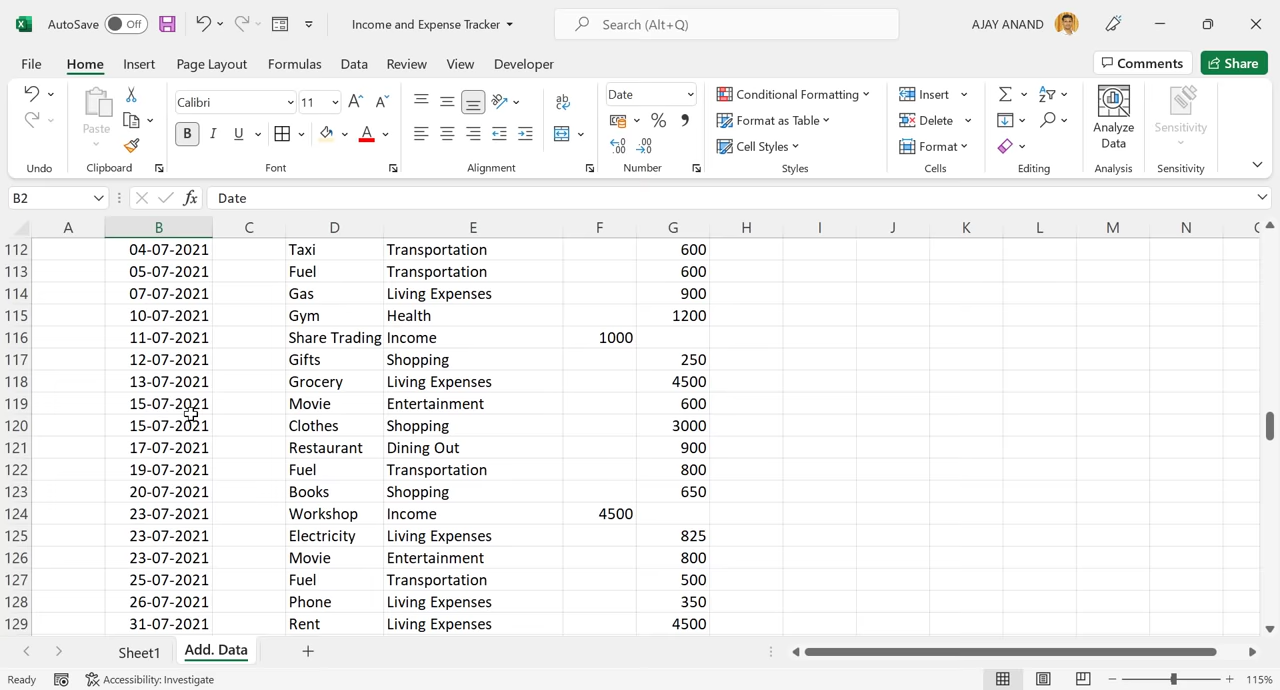 AutoSave Off Income and Expense Tracker Search (Alt+Q) AJAY ANAND
File Home Insert Page Layout Formulas Data Review View Developer Comments Share
Calibri 11 Date Conditional Formatting Insert
Paste B I U Format as Table Delete Analyze Data Sensitivity
Cell Styles Format
Undo Clipboard Font Alignment Number Styles Cells Editing Analysis Sensitivity
B2 fx Date
A B C D E F G H I J K L M N
112 04-07-2021 Taxi Transportation 600
113 05-07-2021 Fuel Transportation 600
114 07-07-2021 Gas Living Expenses 900
115 10-07-2021 Gym Health 1200
116 11-07-2021 Share Trading Income 1000
117 12-07-2021 Gifts Shopping 250
118 13-07-2021 Grocery Living Expenses 4500
119 15-07-2021 Movie Entertainment 600
120 15-07-2021 Clothes Shopping 3000
121 17-07-2021 Restaurant Dining Out 900
122 19-07-2021 Fuel Transportation 800
123 20-07-2021 Books Shopping 650
124 23-07-2021 Workshop Income 4500
125 23-07-2021 Electricity Living Expenses 825
126 23-07-2021 Movie Entertainment 800
127 25-07-2021 Fuel Transportation 500
128 26-07-2021 Phone Living Expenses 350
129 31-07-2021 Rent Living Expenses 4500
Sheet1 Add. Data
Ready Accessibility: Investigate 115%